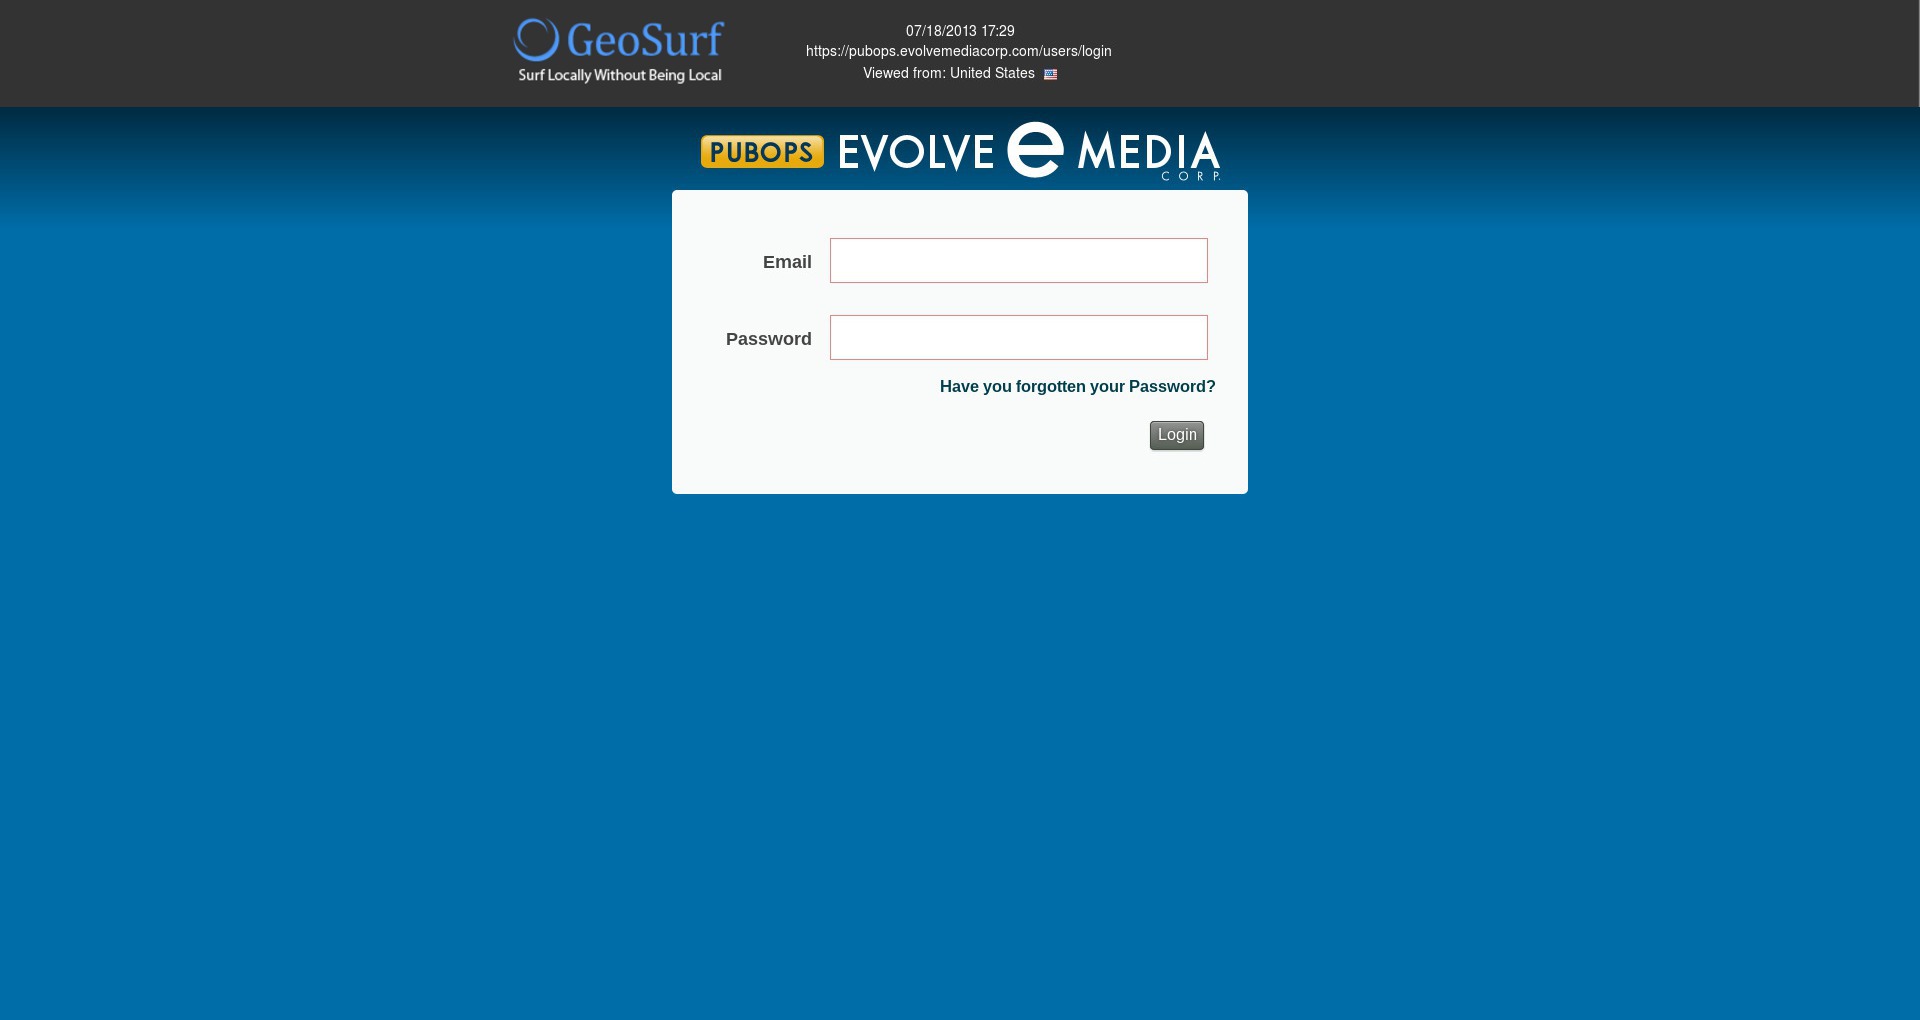 GeoSurf
Surf Locally Without Being Local
07/18/2013 17:29
https://pubops.evolvemediacorp.com/users/login
Viewed from: United States
PUBOPS EVOLVE e MEDIA
CORP.
Email
Password
Have you forgotten your Password?
Login